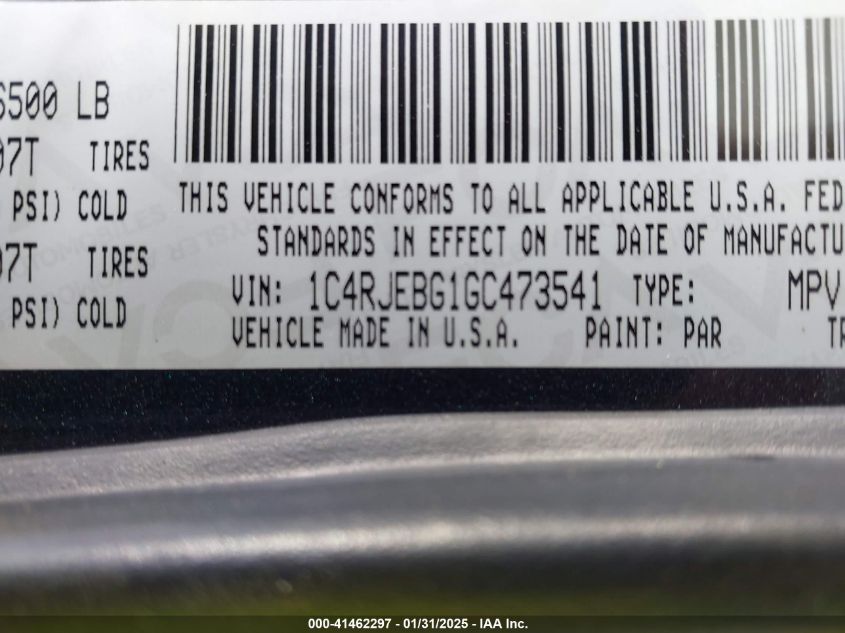 6500 LB
07T TIRES
PSI) COLD
07T TIRES
PSI) COLD
THIS VEHICLE CONFORMS TO ALL APPLICABLE U.S.A. FED
STANDARDS IN EFFECT ON THE DATE OF MANUFACTU
VIN: 1C4RJEBG1GC473541 TYPE: MPV
VEHICLE MADE IN U.S.A. PAINT: PAR TR
000-41462297 - 01/31/2025 - IAA Inc.